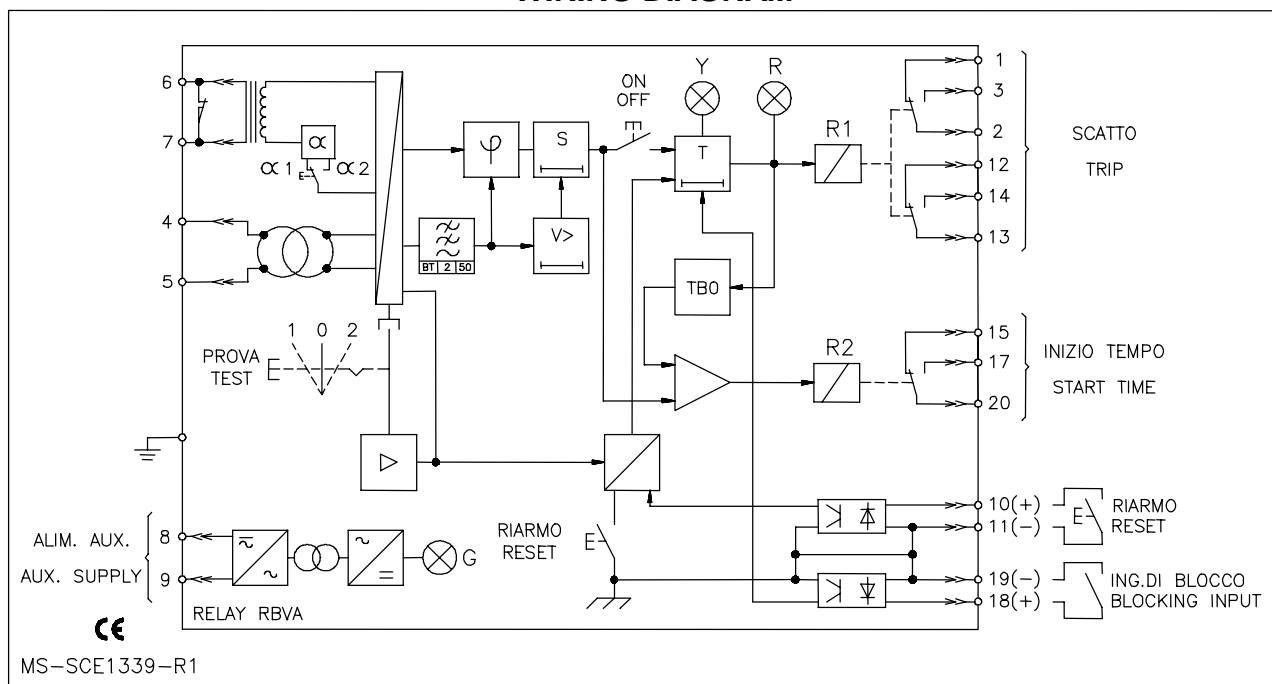 6
7
4
5
8
9
α
α1
α2
φ
S
V>
BT 2 50
ON
OFF
Y
R
T
TB0
R1
R2
1
3
2
12
14
13
SCATTO
TRIP
15
17
20
INIZIO TEMPO
START TIME
1 0 2
PROVA
TEST
RIARMO
RESET
10(+)
11(-)
RIARMO
RESET
19(-)
18(+)
ING.DI BLOCCO
BLOCKING INPUT
ALIM. AUX.
AUX. SUPPLY
G
RELAY RBVA
CE
MS-SCE1339-R1